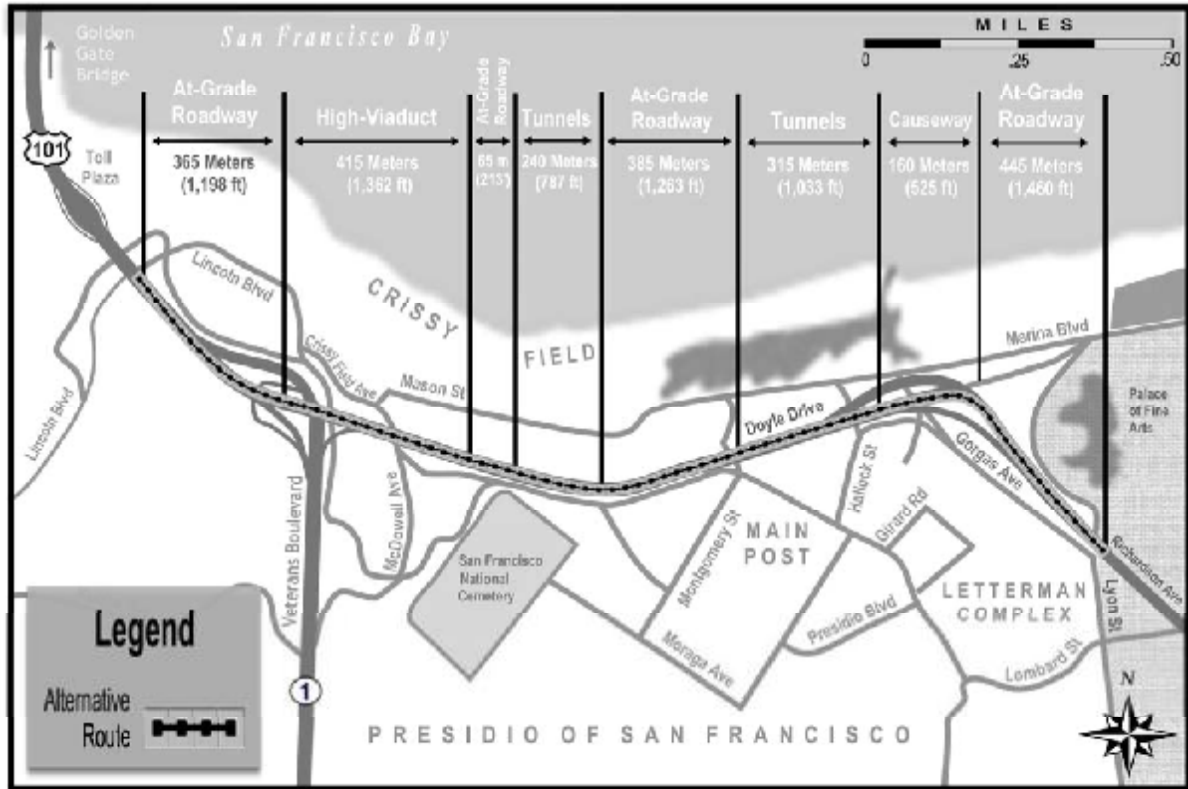 Golden
Gate
Bridge
San Francisco Bay
MILES
0 .25 .50
At-Grade
Roadway
365 Meters
(1,198 ft)
High-Viaduct
415 Meters
(1,362 ft)
At-Grade
Roadway
65 m
(213')
Tunnels
240 Meters
(787 ft)
At-Grade
Roadway
385 Meters
(1,263 ft)
Tunnels
315 Meters
(1,033 ft)
Causeway
160 Meters
(525 ft)
At-Grade
Roadway
445 Meters
(1,460 ft)
101
Toll
Plaza
Lincoln Blvd
CRISSY
FIELD
Marina Blvd
Crissy Field Ave
Mason St
Lincoln Blvd
Doyle Drive
Palace
of Fine
Arts
Gorgas Ave
Halleck St
Girard Rd
Veterans Boulevard
McDowell Ave
San Francisco
National
Cemetery
Montgomery St
MAIN
POST
Richardson Ave
Lyon St
LETTERMAN
COMPLEX
Presidio Blvd
Moraga Ave
Lombard St
Legend
Alternative
Route
1
N
PRESIDIO OF SAN FRANCISCO